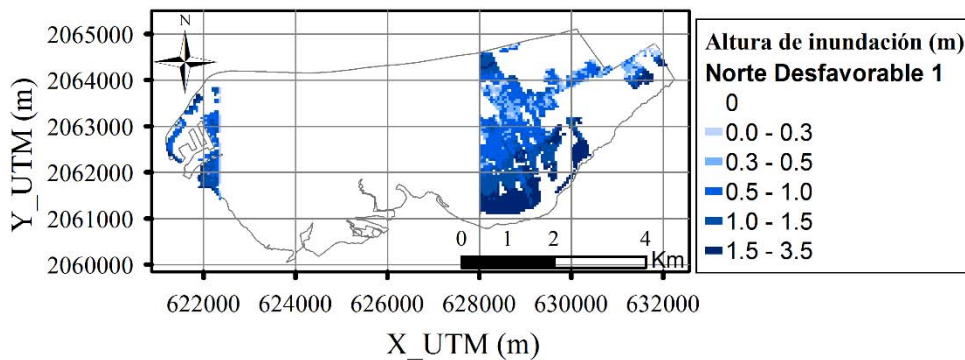 N
2065000
2064000
2063000
2062000
2061000
2060000
Y_UTM (m)
0 1 2 4
Km
622000 624000 626000 628000 630000 632000
X_UTM (m)
Altura de inundación (m)
Norte Desfavorable 1
0
0.0 - 0.3
0.3 - 0.5
0.5 - 1.0
1.0 - 1.5
1.5 - 3.5